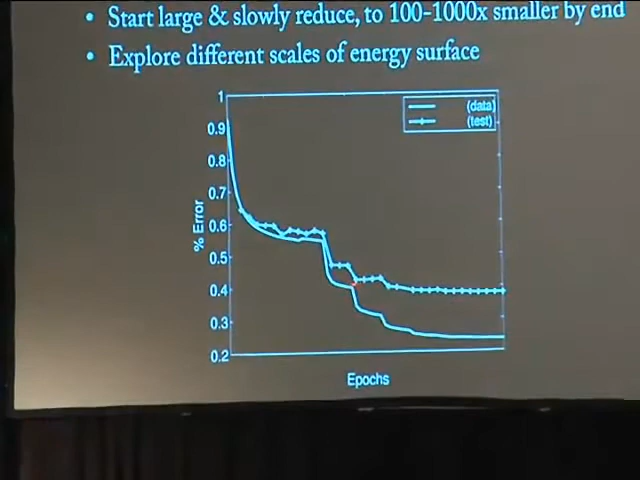 • Start large & slowly reduce, to 100-1000x smaller by end
• Explore different scales of energy surface
1
(data)
(test)
0.9
0.8
0.7
0.6
0.5
0.4
0.3
0.2
% Error
Epochs